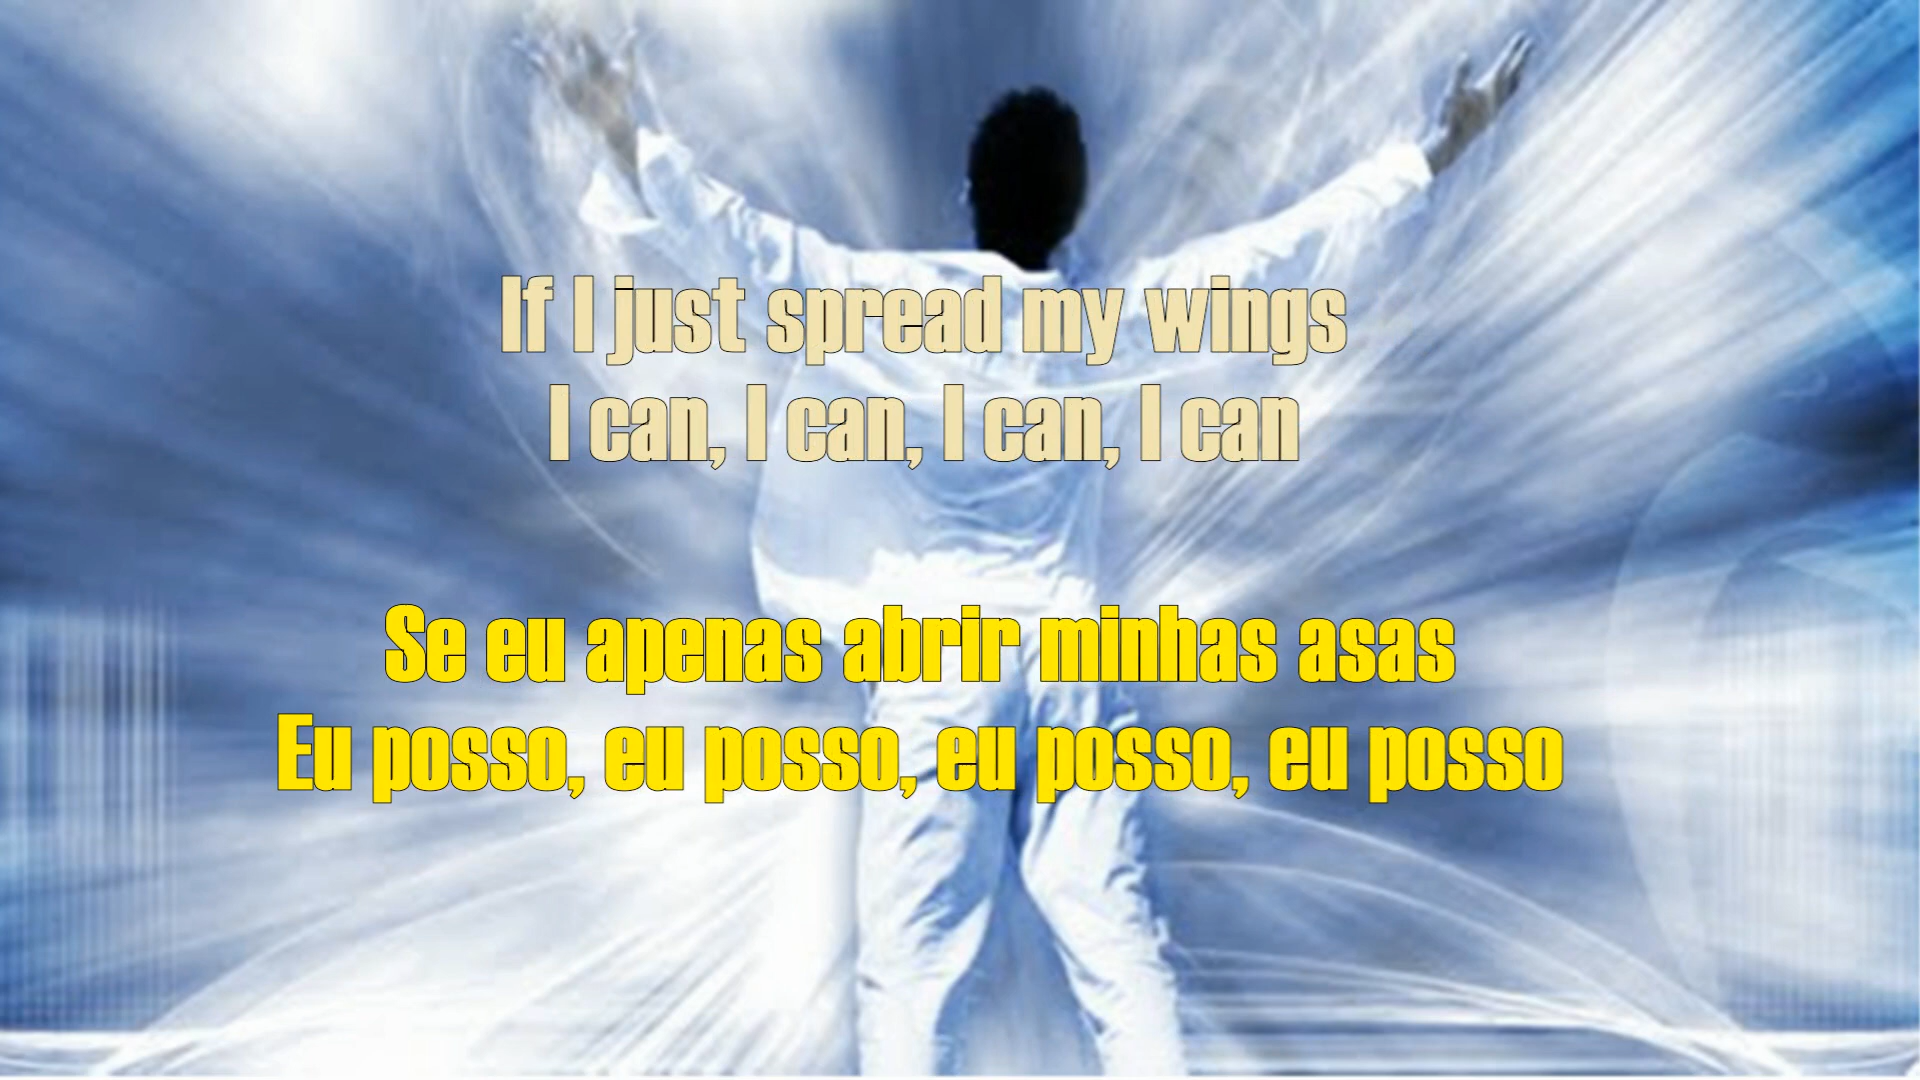 If I just spread my wings
I can, I can, I can, I can
Se eu apenas abrir minhas asas
Eu posso, eu posso, eu posso, eu posso